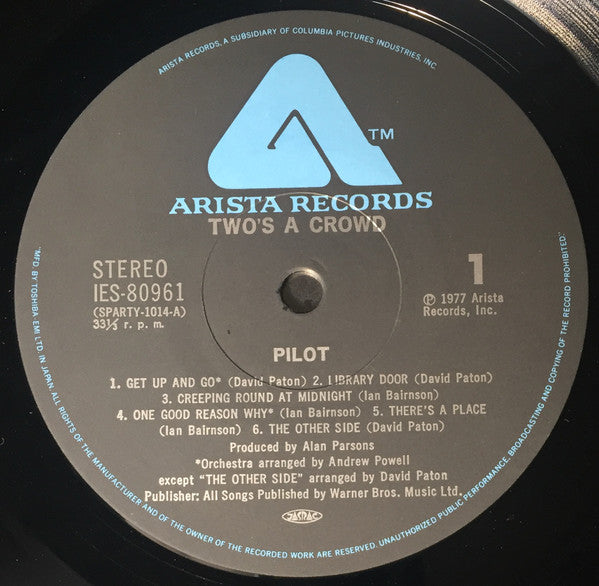 ARISTA RECORDS, A SUBSIDIARY OF COLUMBIA PICTURES INDUSTRIES, INC
TM
ARISTA RECORDS
TWO'S A CROWD
STEREO
IES-80961
(SPARTY-1014-A)
33⅓ r. p. m.
1
Ⓟ 1977 Arista
Records, Inc.
PILOT
1. GET UP AND GO* (David Paton) 2. LIBRARY DOOR (David Paton)
3. CREEPING ROUND AT MIDNIGHT (Ian Bairnson)
4. ONE GOOD REASON WHY* (Ian Bairnson) 5. THERE'S A PLACE
(Ian Bairnson) 6. THE OTHER SIDE (David Paton)
Produced by Alan Parsons
*Orchestra arranged by Andrew Powell
except "THE OTHER SIDE" arranged by David Paton
Publisher: All Songs Published by Warner Bros. Music Ltd.
JASRAC
"MFD. BY TOSHIBA EMI LTD. IN JAPAN. ALL RIGHTS OF THE MANUFACTURER AND OF THE OWNER OF THE RECORDED WORK ARE RESERVED. UNAUTHORIZED PUBLIC PERFORMANCE, BROADCASTING AND COPYING OF THE RECORD PROHIBITED."